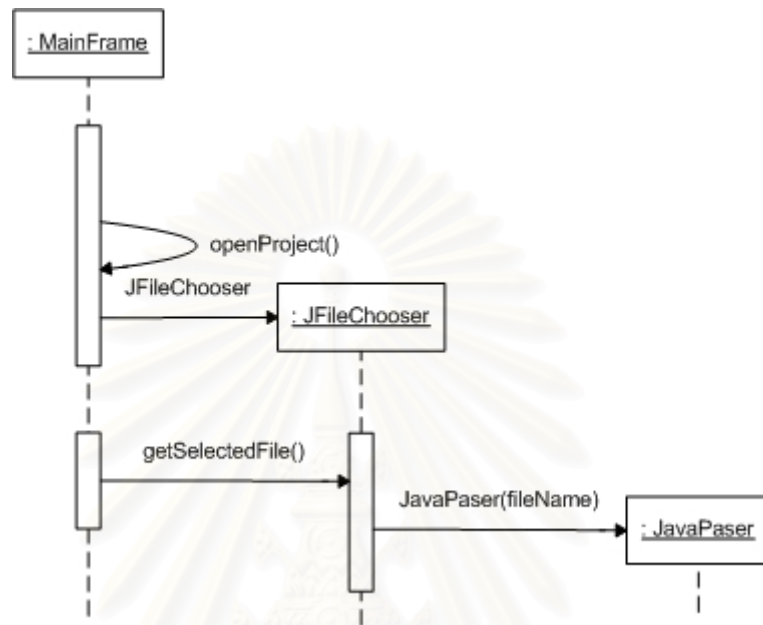 : MainFrame
openProject()
JFileChooser
: JFileChooser
getSelectedFile()
JavaPaser(fileName)
: JavaPaser